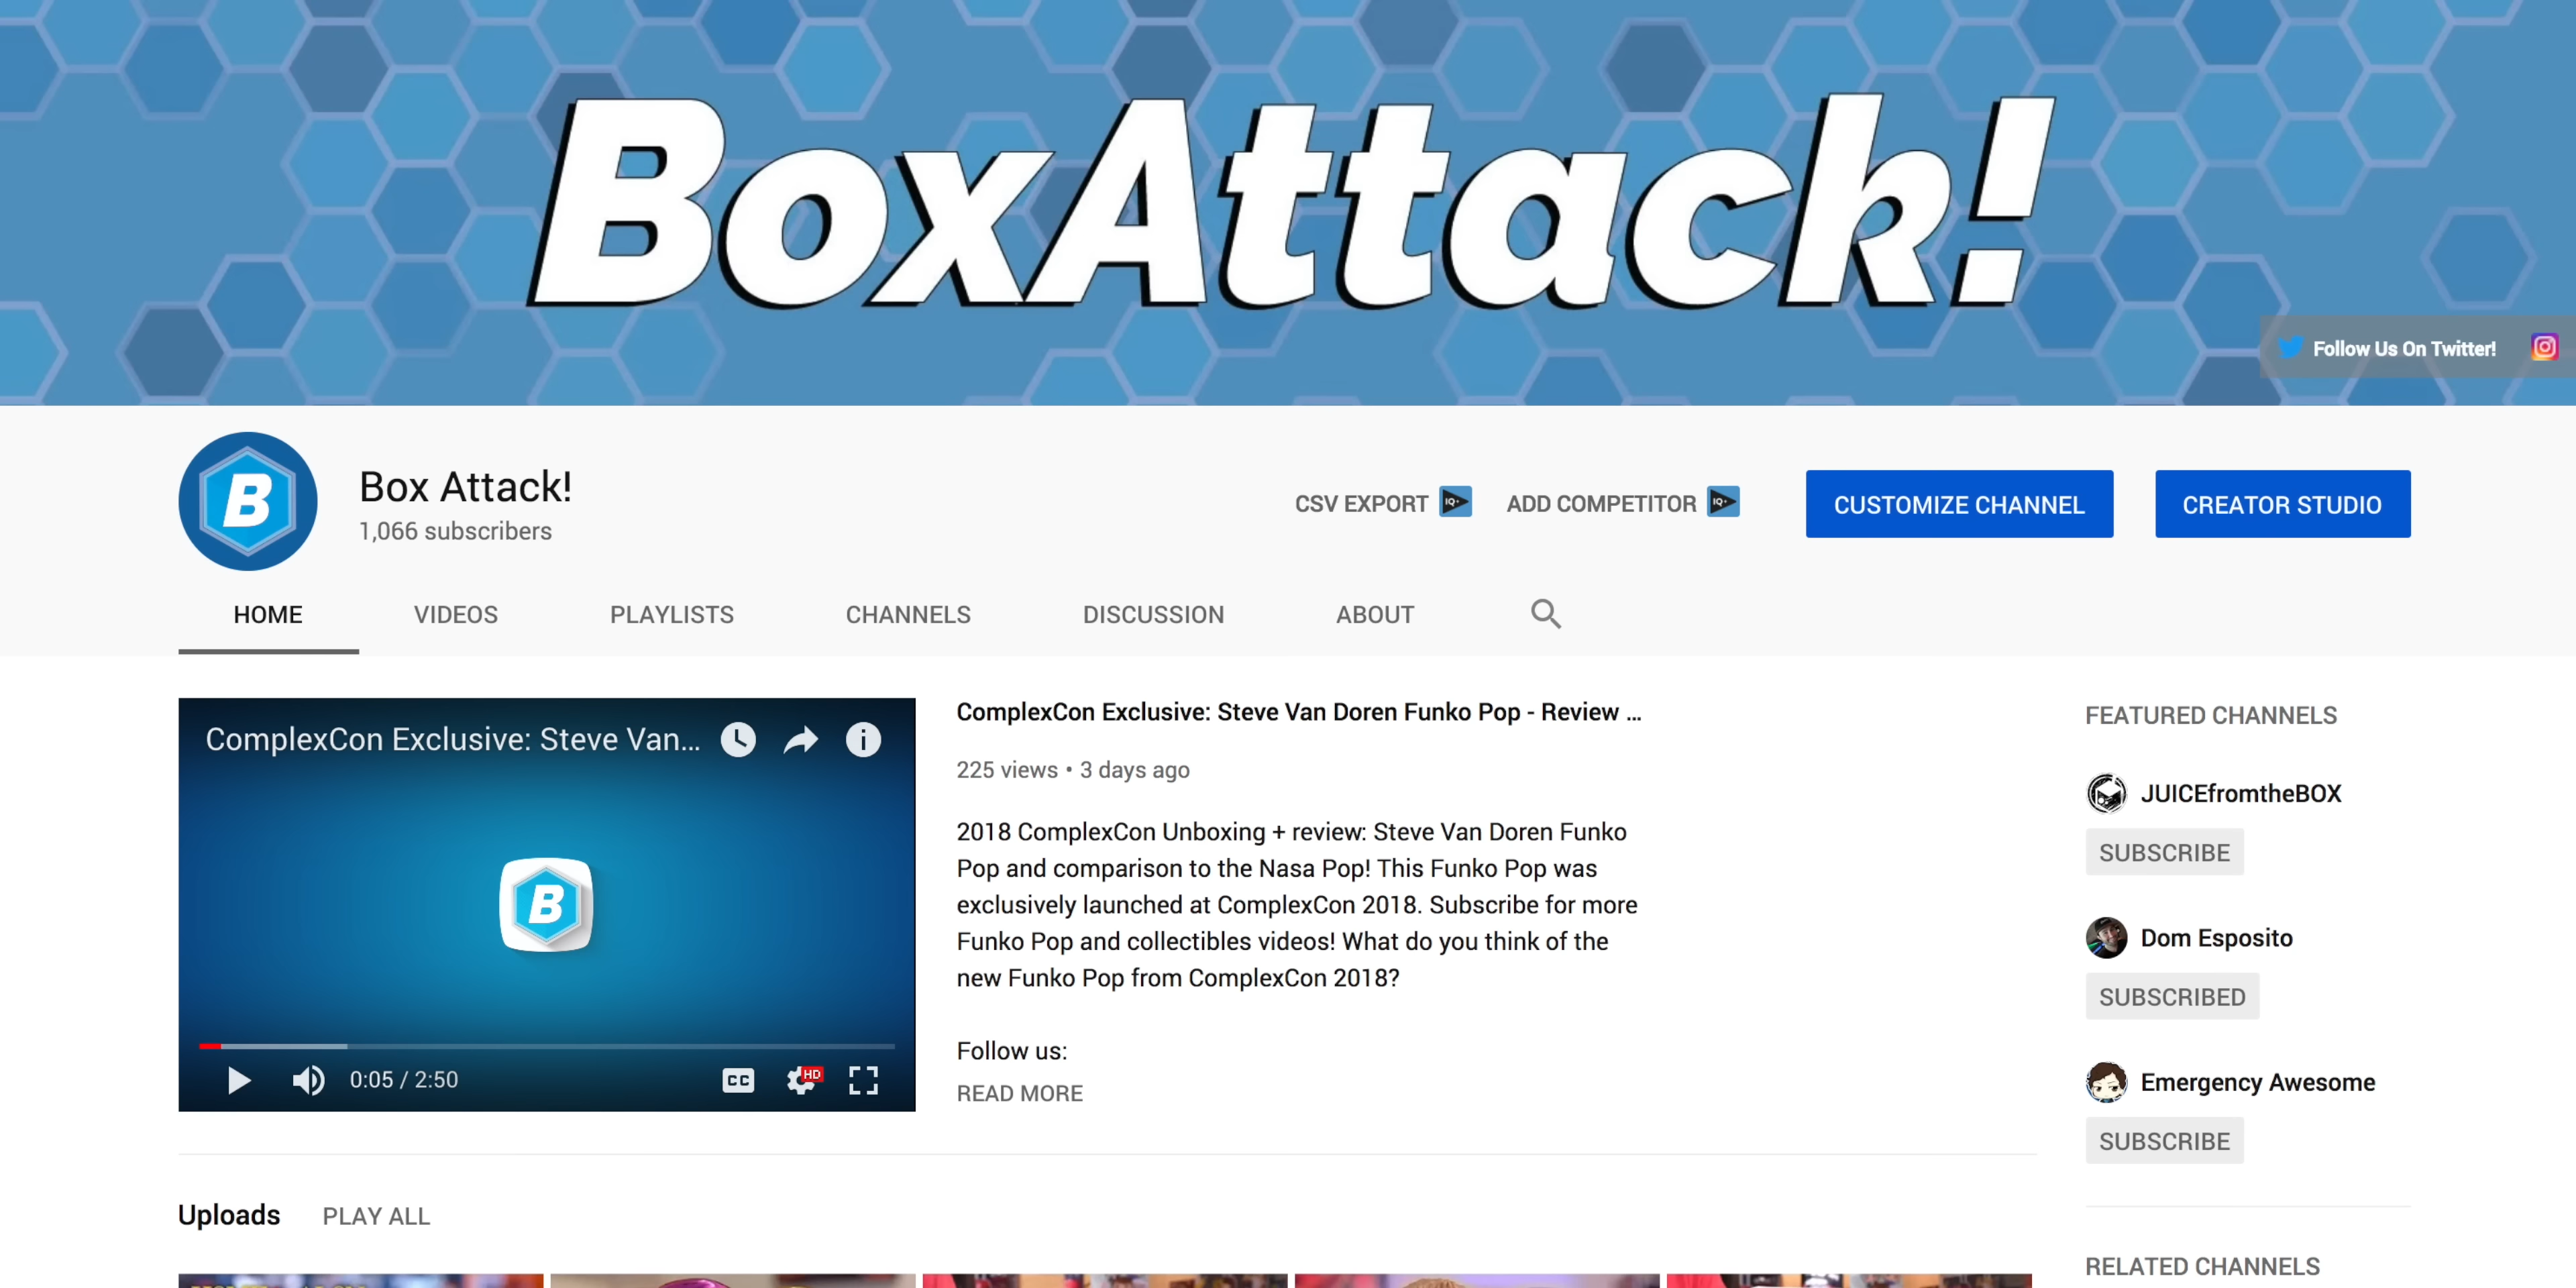 BoxAttack!
Follow Us On Twitter!
B
Box Attack!
1,066 subscribers
CSV EXPORT IQ+ ADD COMPETITOR IQ+ CUSTOMIZE CHANNEL CREATOR STUDIO
HOME VIDEOS PLAYLISTS CHANNELS DISCUSSION ABOUT
ComplexCon Exclusive: Steve Van...
B
0:05 / 2:50
CC HD
ComplexCon Exclusive: Steve Van Doren Funko Pop - Review ...
225 views • 3 days ago
2018 ComplexCon Unboxing + review: Steve Van Doren Funko
Pop and comparison to the Nasa Pop! This Funko Pop was
exclusively launched at ComplexCon 2018. Subscribe for more
Funko Pop and collectibles videos! What do you think of the
new Funko Pop from ComplexCon 2018?
Follow us:
READ MORE
FEATURED CHANNELS
JUICEfromtheBOX
SUBSCRIBE
Dom Esposito
SUBSCRIBED
Emergency Awesome
SUBSCRIBE
RELATED CHANNELS
Uploads PLAY ALL